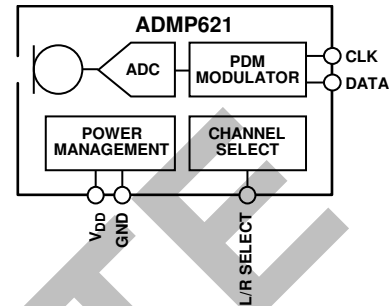 ADMP621
ADC
PDM
MODULATOR
CLK
DATA
POWER
MANAGEMENT
CHANNEL
SELECT
VDD
GND
L/R SELECT